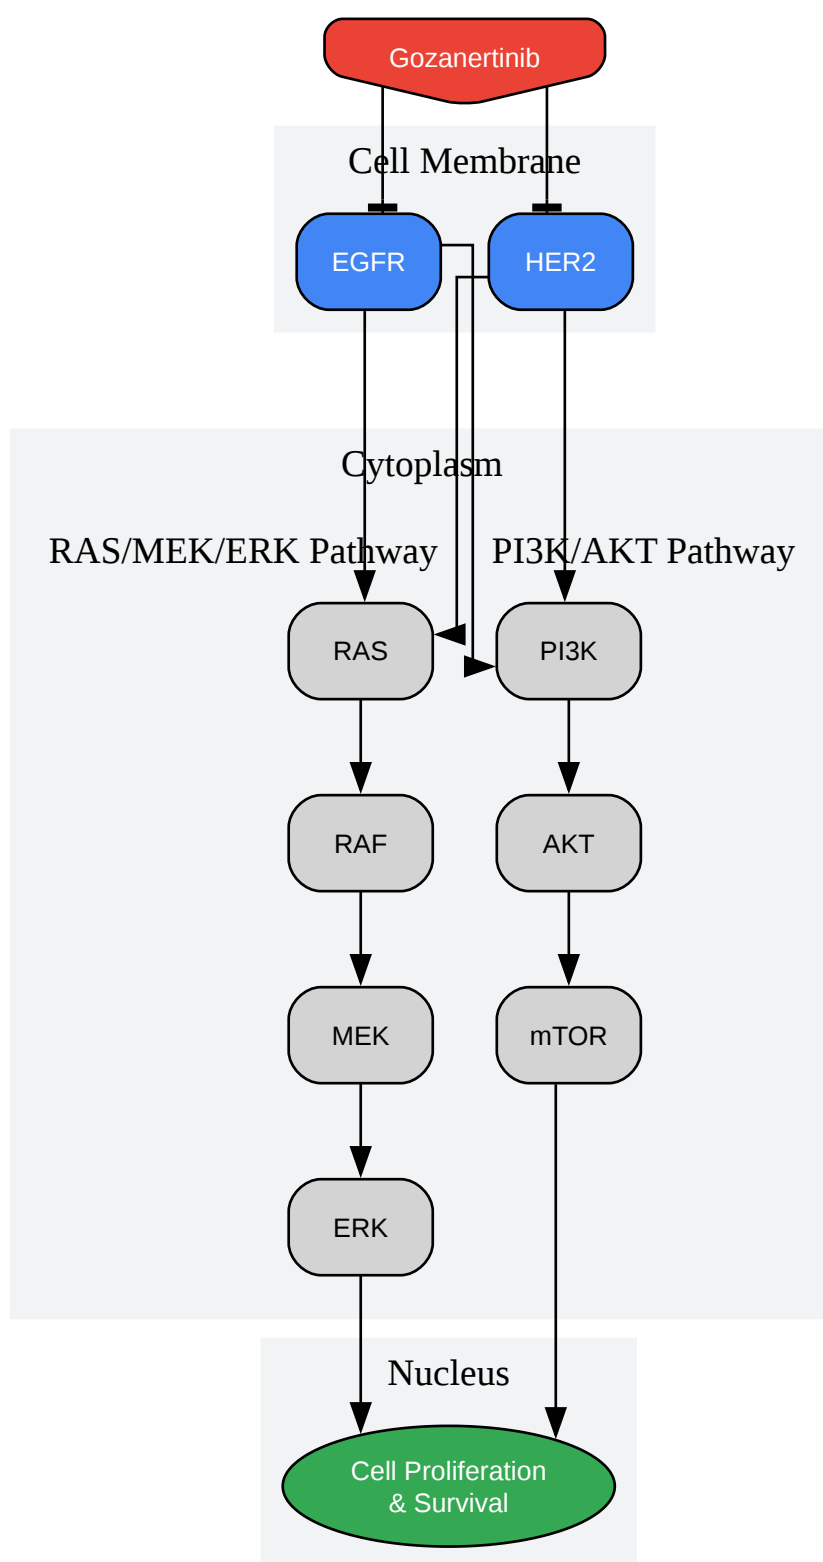 Gozanertinib
Cell Membrane
EGFR
HER2
Cytoplasm
RAS/MEK/ERK Pathway
PI3K/AKT Pathway
RAS
PI3K
RAF
AKT
MEK
mTOR
ERK
Nucleus
Cell Proliferation
& Survival